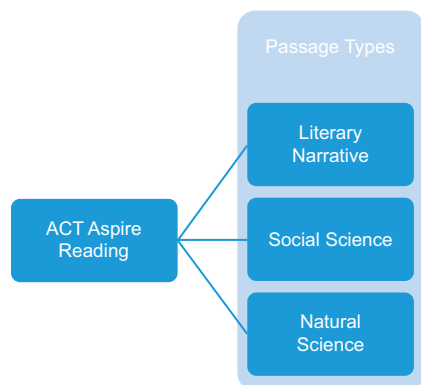 Passage Types
Literary
Narrative
ACT Aspire
Reading
Social Science
Natural
Science